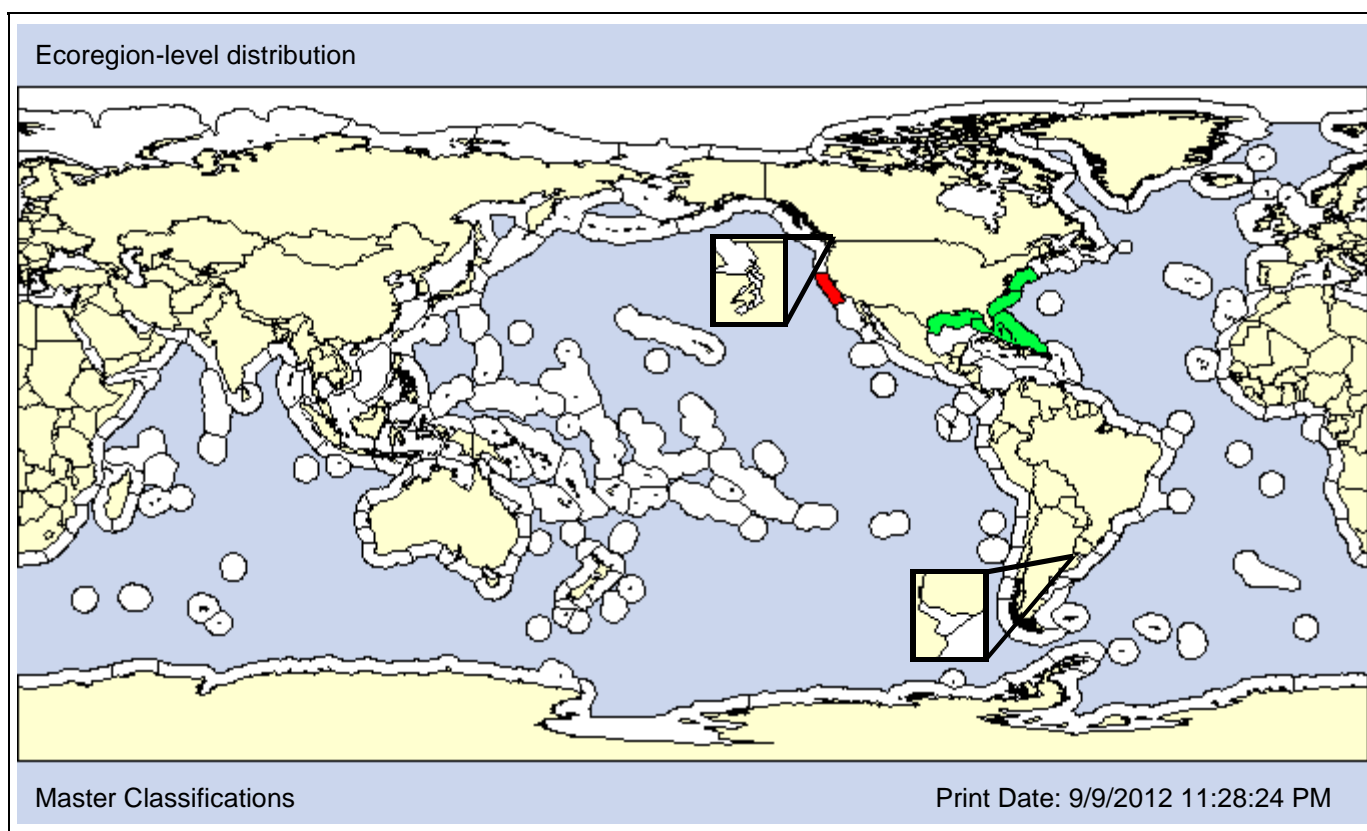 Ecoregion-level distribution
Master Classifications
Print Date: 9/9/2012 11:28:24 PM